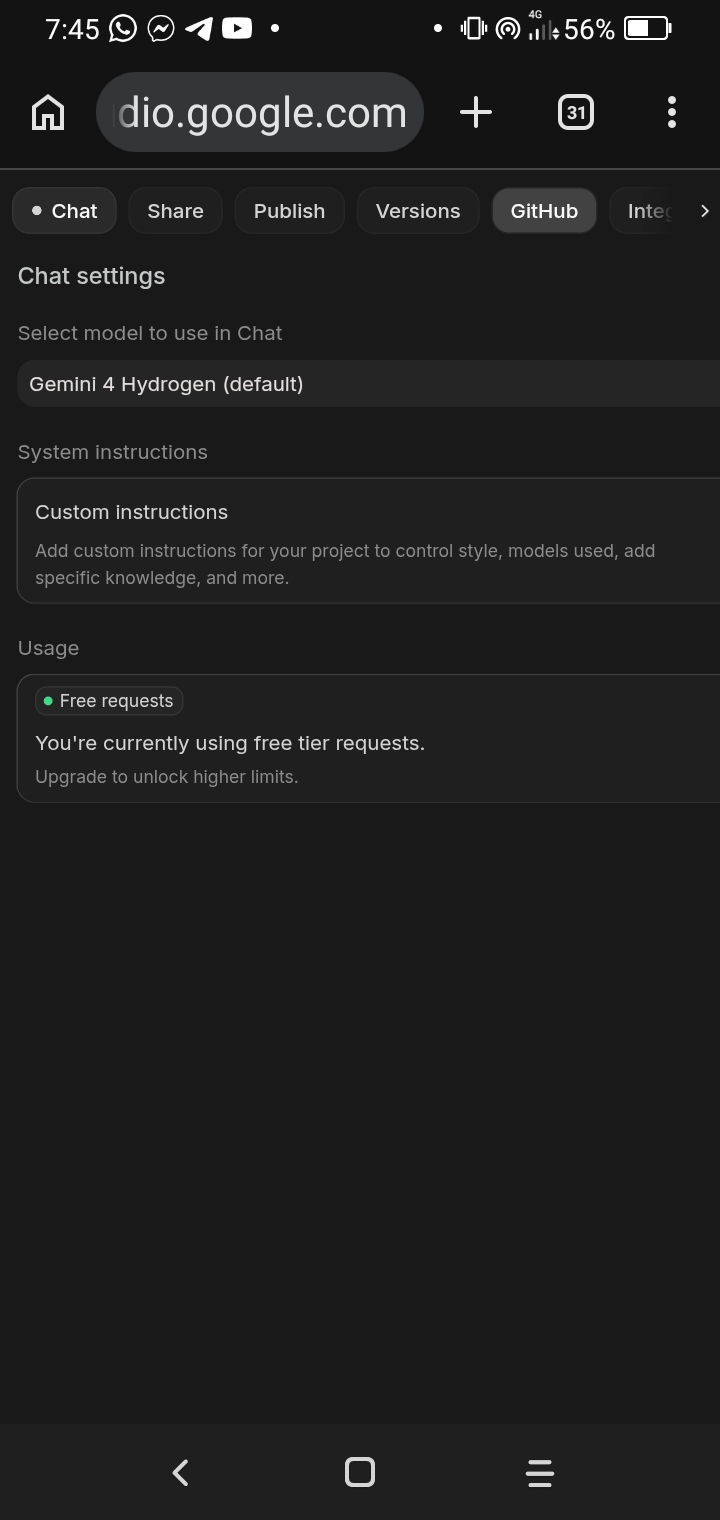 7:45
4G
56%
dio.google.com
31
Chat Share Publish Versions GitHub Integ
Chat settings
Select model to use in Chat
Gemini 4 Hydrogen (default)
System instructions
Custom instructions
Add custom instructions for your project to control style, models used, add
specific knowledge, and more.
Usage
Free requests
You're currently using free tier requests.
Upgrade to unlock higher limits.